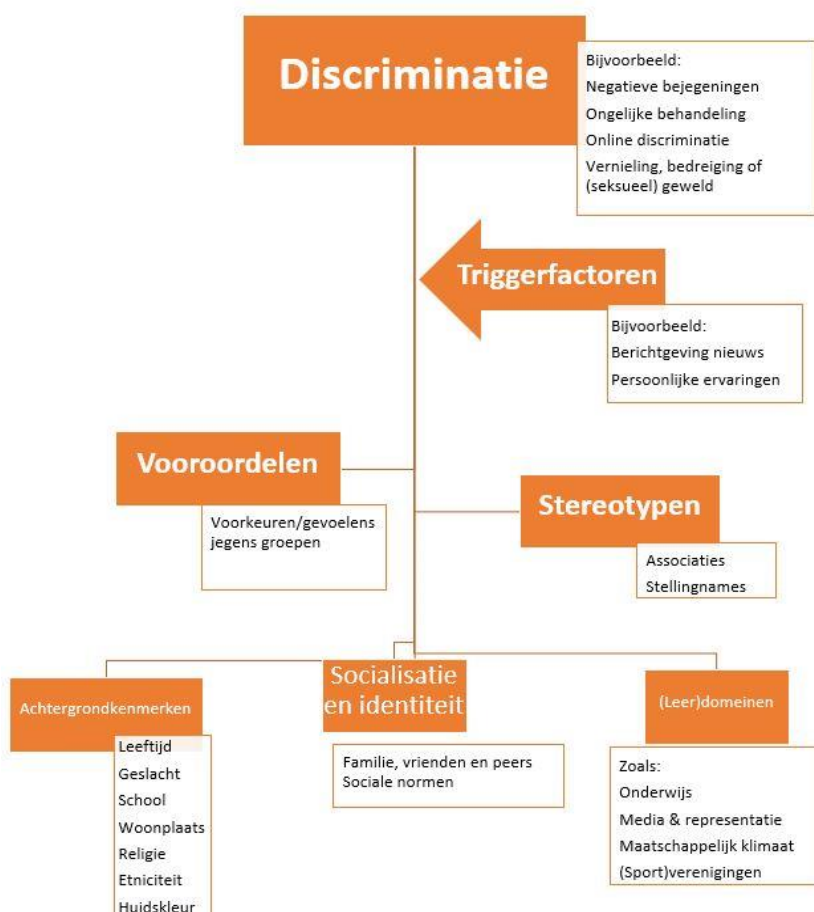 Discriminatie
Bijvoorbeeld:
Negatieve bejegeningen
Ongelijke behandeling
Online discriminatie
Vernieling, bedreiging of
(seksueel) geweld
Triggerfactoren
Bijvoorbeeld:
Berichtgeving nieuws
Persoonlijke ervaringen
Vooroordelen
Voorkeuren/gevoelens
jegens groepen
Stereotypen
Associaties
Stellingnames
Achtergrondkenmerken
Leeftijd
Geslacht
School
Woonplaats
Religie
Etniciteit
Huidskleur
Socialisatie
en identiteit
Familie, vrienden en peers
Sociale normen
(Leer)domeinen
Zoals:
Onderwijs
Media & representatie
Maatschappelijk klimaat
(Sport)verenigingen